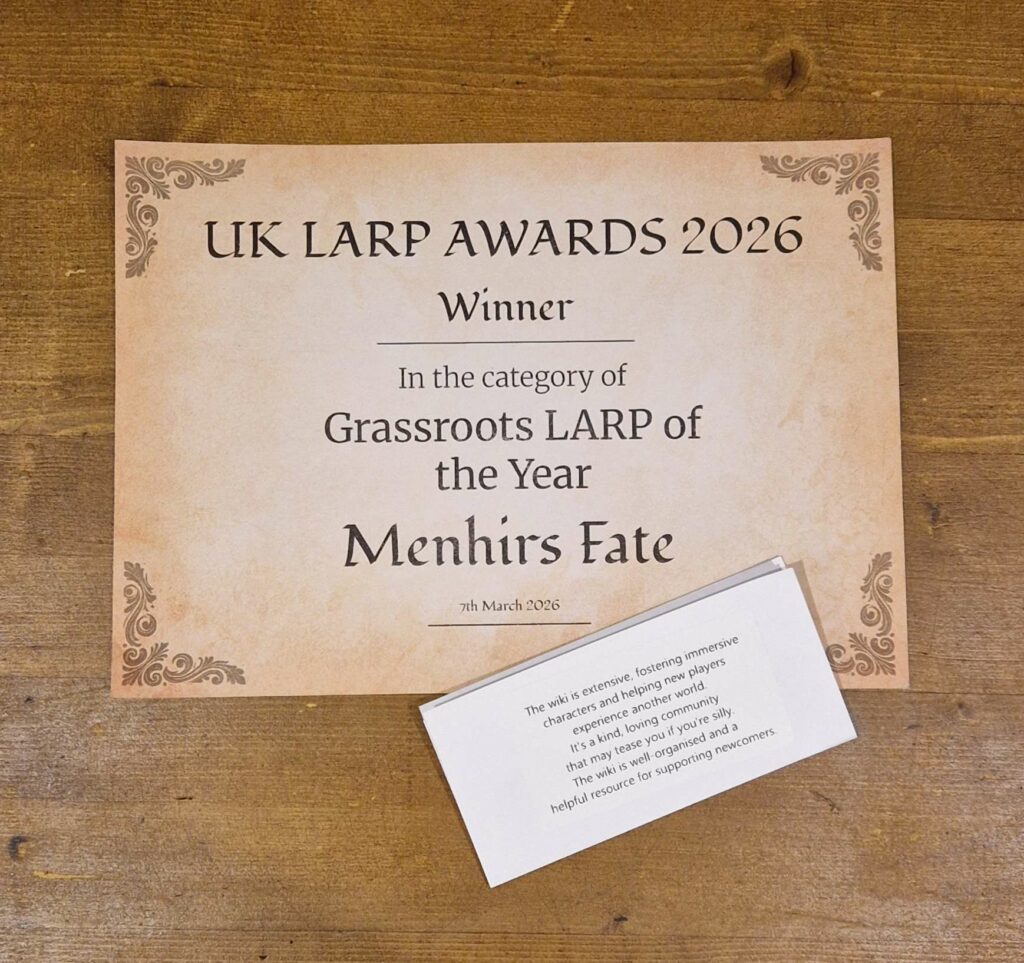 UK LARP AWARDS 2026
Winner
In the category of
Grassroots LARP of
the Year
Menhirs Fate
7th March 2026
The wiki is extensive, fostering immersive
characters and helping new players
experience another world.
It's a kind, loving community
that may tease you if you're silly.
The wiki is well-organised and a
helpful resource for supporting newcomers.